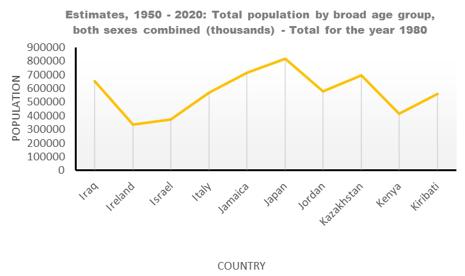 Estimates, 1950 - 2020: Total population by broad age group,
both sexes combined (thousands) - Total for the year 1980
POPULATION
900000
800000
700000
600000
500000
400000
300000
200000
100000
0
Iraq
Ireland
Israel
Italy
Jamaica
Japan
Jordan
Kazakhstan
Kenya
Kiribati
COUNTRY